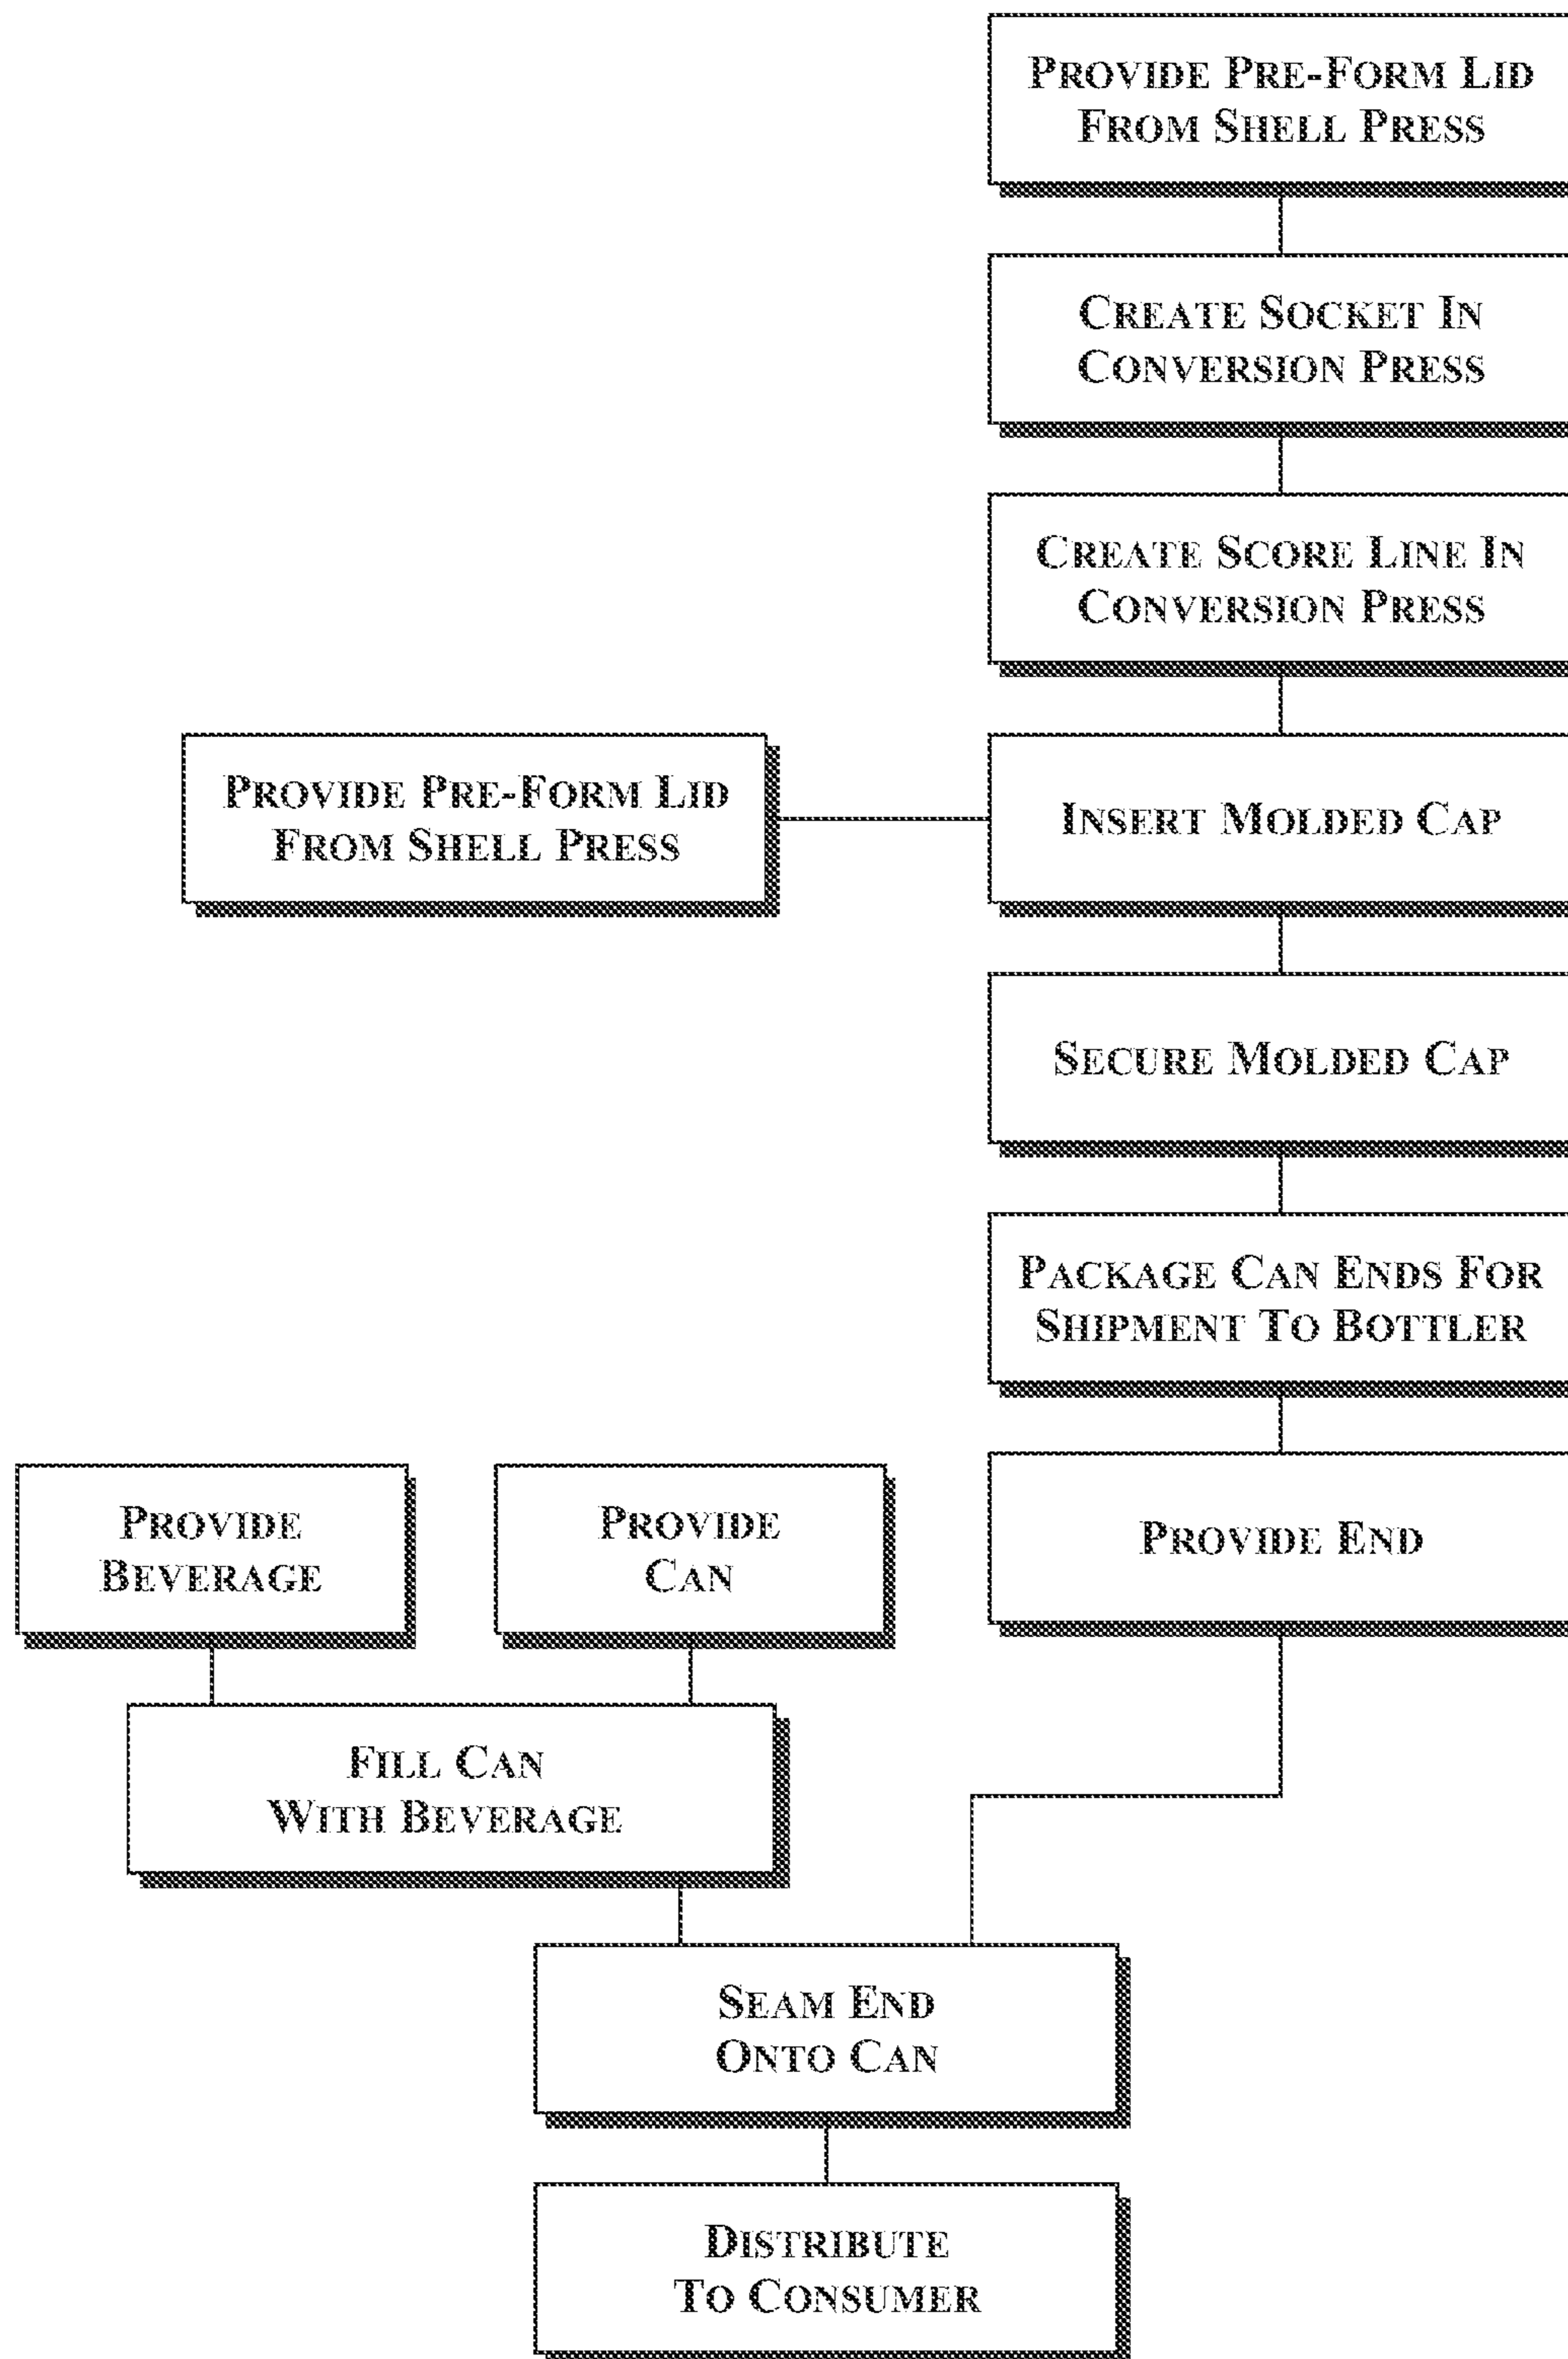 PROVIDE PRE-FORM LID
FROM SHELL PRESS
CREATE SOCKET IN
CONVERSION PRESS
CREATE SCORE LINE IN
CONVERSION PRESS
PROVIDE PRE-FORM LID
FROM SHELL PRESS
INSERT MOLDED CAP
SECURE MOLDED CAP
PACKAGE CAN ENDS FOR
SHIPMENT TO BOTTLER
PROVIDE
BEVERAGE
PROVIDE
CAN
PROVIDE END
FILL CAN
WITH BEVERAGE
SEAM END
ONTO CAN
DISTRIBUTE
TO CONSUMER